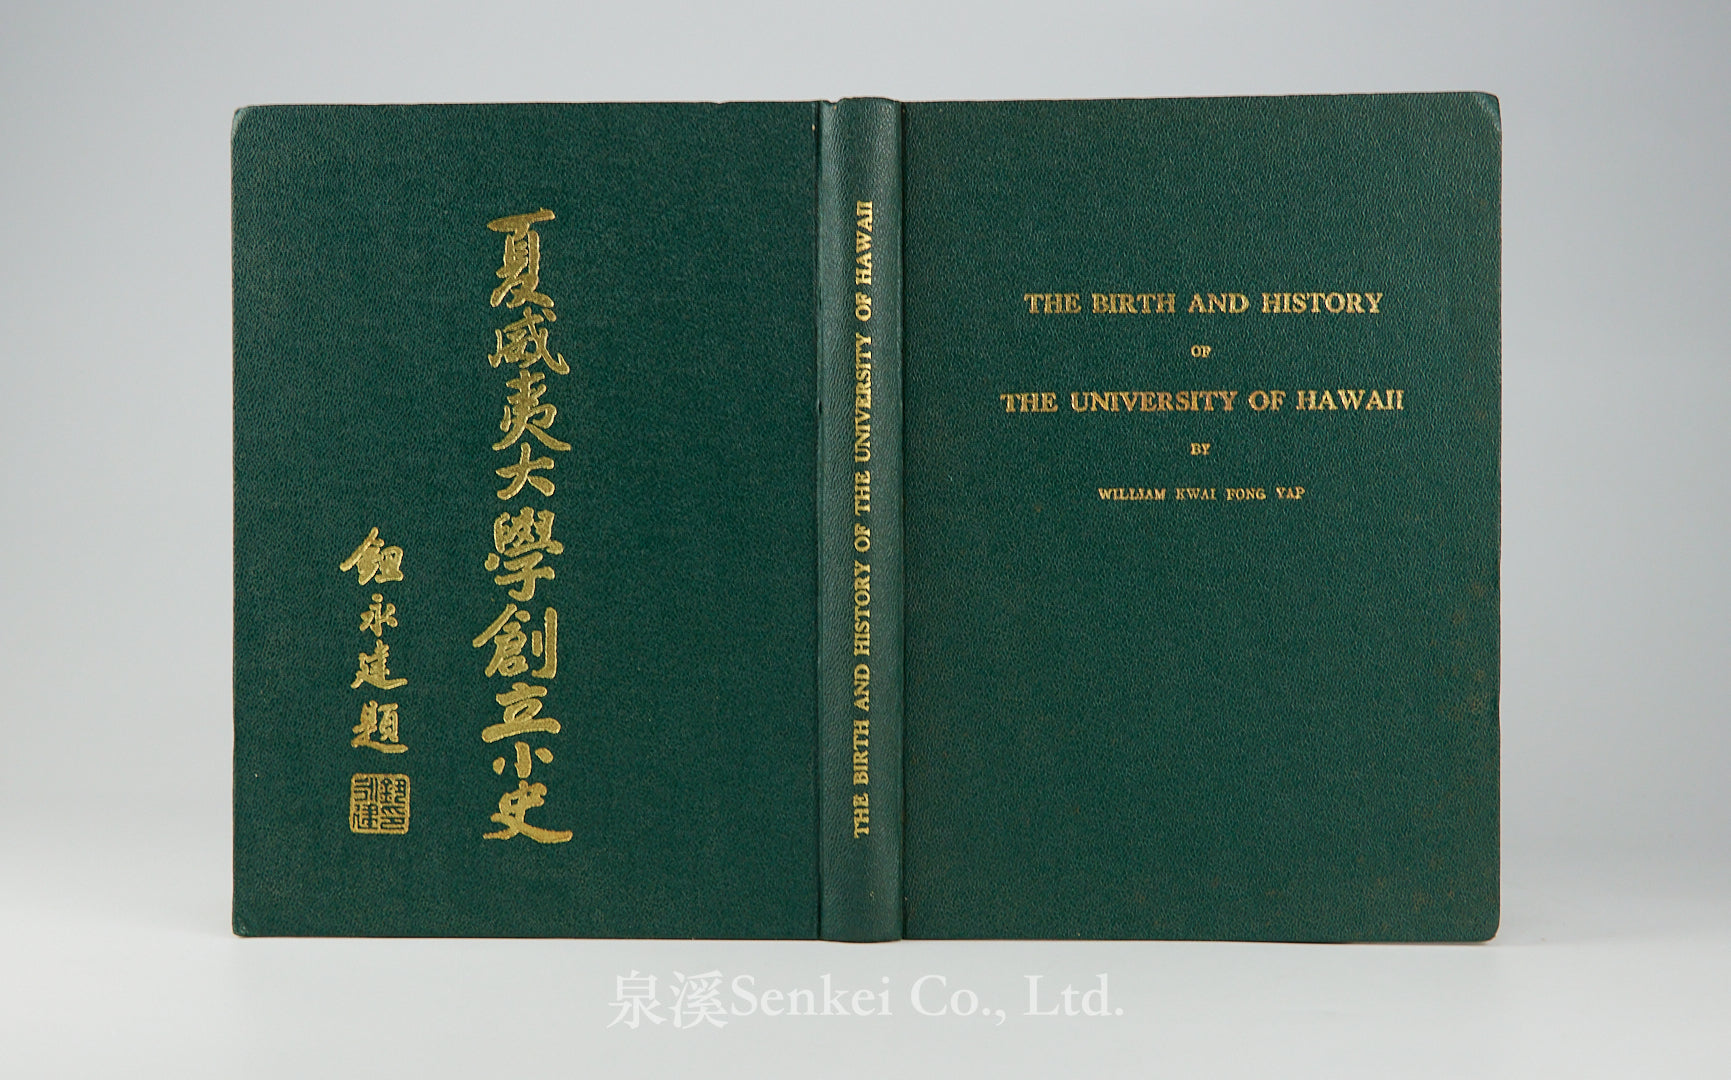 夏威夷大學創立小史
鈕永建題
THE BIRTH AND HISTORY OF THE UNIVERSITY OF HAWAII
THE BIRTH AND HISTORY
OF
THE UNIVERSITY OF HAWAII
BY
WILLIAM KWAI FONG YAP
泉溪Senkei Co., Ltd.